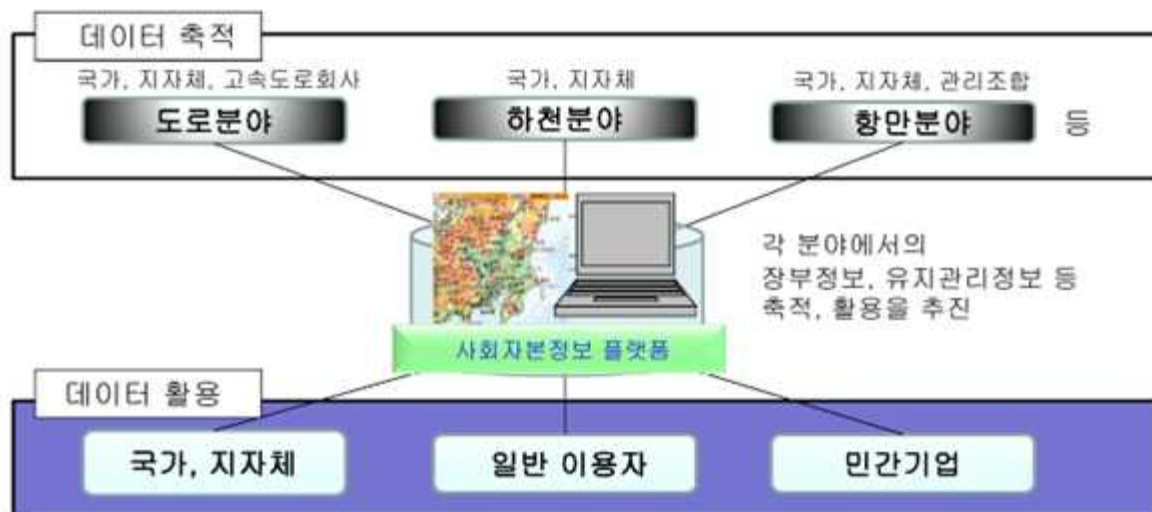 데이터 축적
국가, 지자체, 고속도로회사
국가, 지자체
국가, 지자체, 관리조합
도로분야
하천분야
항만분야
등
각 분야에서의
장부정보, 유지관리정보 등
축적, 활용을 추진
사회자본정보 플랫폼
데이터 활용
국가, 지자체
일반 이용자
민간기업